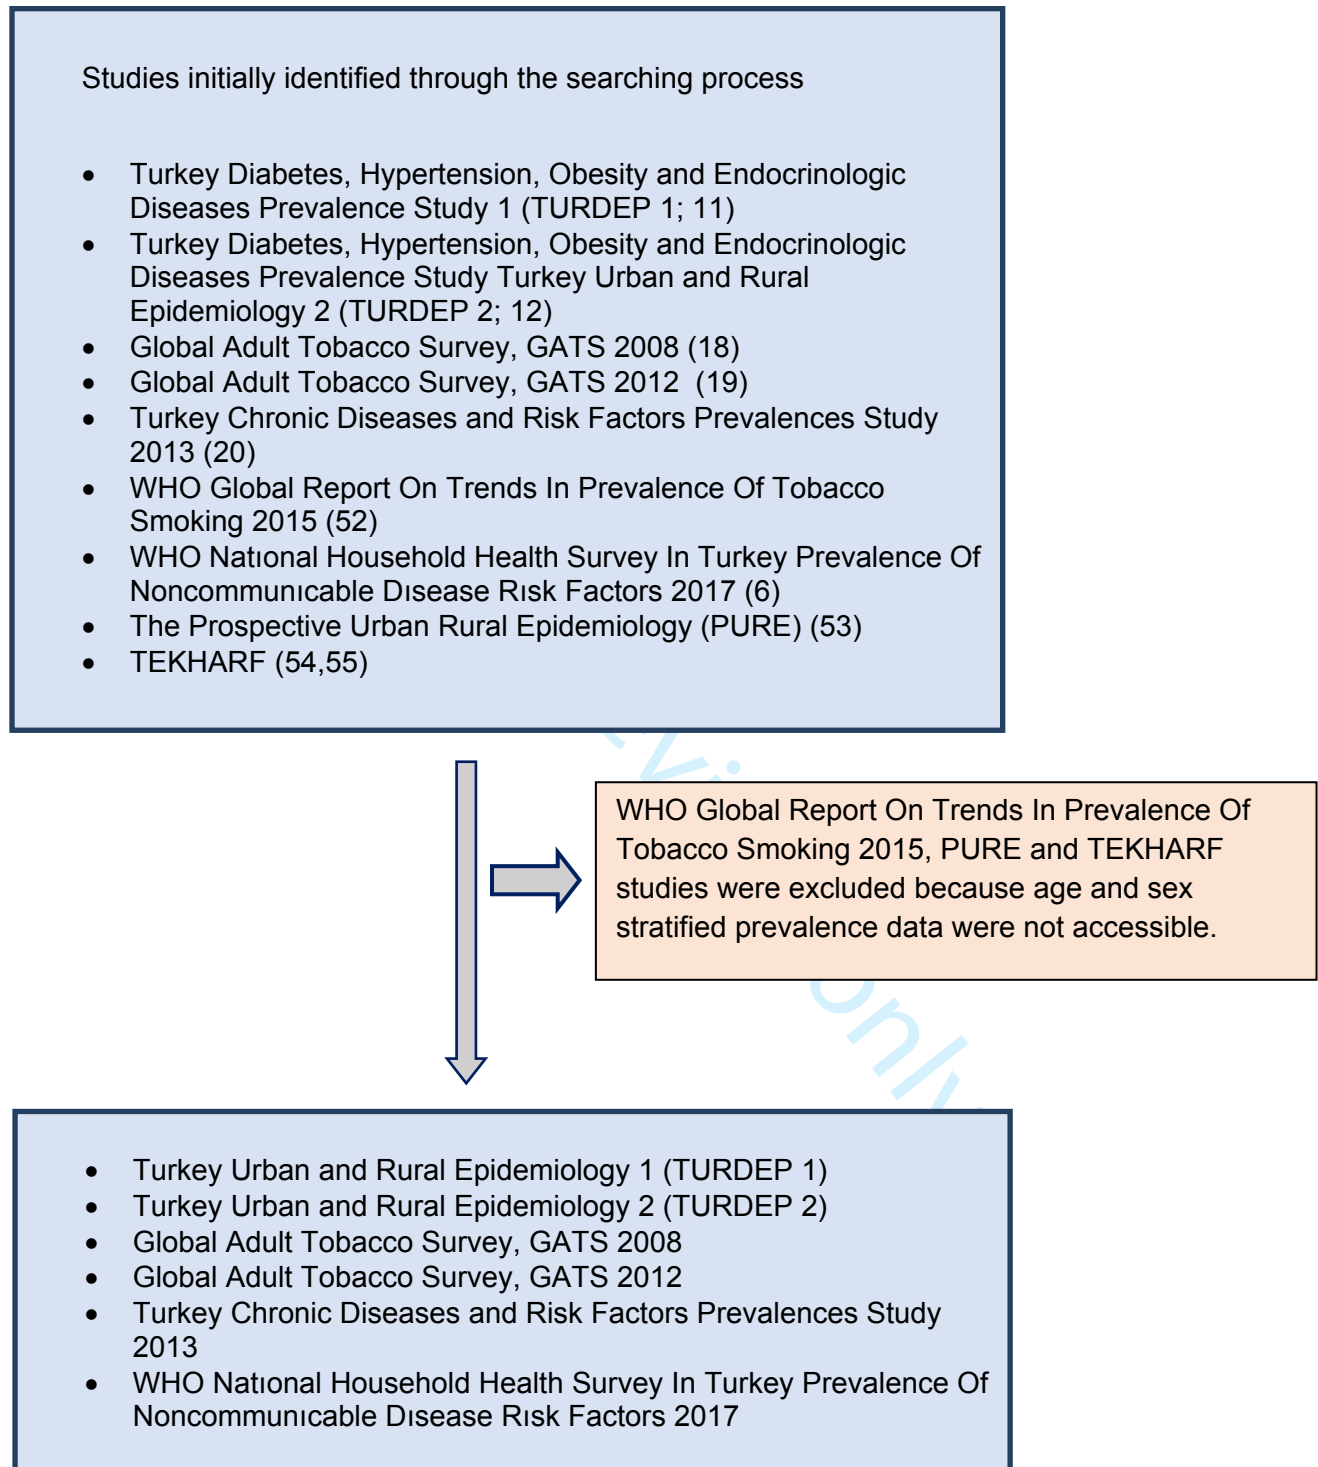 Studies initially identified through the searching process
• Turkey Diabetes, Hypertension, Obesity and Endocrinologic
Diseases Prevalence Study 1 (TURDEP 1; 11)
• Turkey Diabetes, Hypertension, Obesity and Endocrinologic
Diseases Prevalence Study Turkey Urban and Rural
Epidemiology 2 (TURDEP 2; 12)
• Global Adult Tobacco Survey, GATS 2008 (18)
• Global Adult Tobacco Survey, GATS 2012  (19)
• Turkey Chronic Diseases and Risk Factors Prevalences Study
2013 (20)
• WHO Global Report On Trends In Prevalence Of Tobacco
Smoking 2015 (52)
• WHO Natıonal Household Health Survey In Turkey Prevalence Of
Noncommunıcable Dısease Rısk Factors 2017 (6)
• The Prospective Urban Rural Epidemiology (PURE) (53)
• TEKHARF (54,55)
WHO Global Report On Trends In Prevalence Of
Tobacco Smoking 2015, PURE and TEKHARF
studies were excluded because age and sex
stratified prevalence data were not accessible.
only
• Turkey Urban and Rural Epidemiology 1 (TURDEP 1)
• Turkey Urban and Rural Epidemiology 2 (TURDEP 2)
• Global Adult Tobacco Survey, GATS 2008
• Global Adult Tobacco Survey, GATS 2012
• Turkey Chronic Diseases and Risk Factors Prevalences Study
2013
• WHO Natıonal Household Health Survey In Turkey Prevalence Of
Noncommunıcable Dısease Rısk Factors 2017